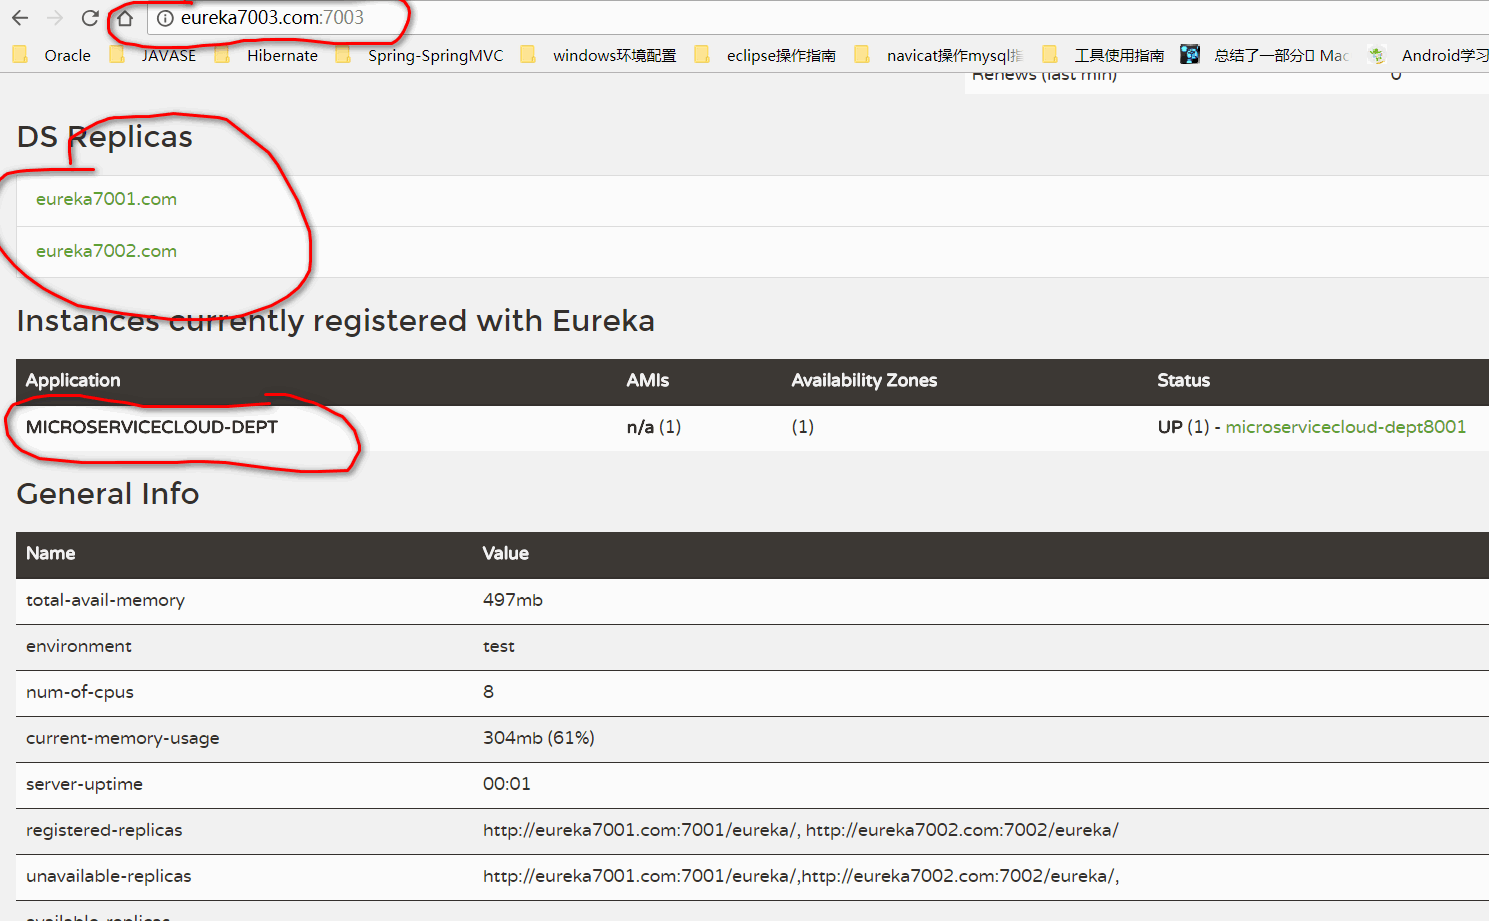 eureka7003.com:7003
Oracle JAVASE Hibernate Spring-SpringMVC windows环境配置 eclipse操作指南 navicat操作mysql指 工具使用指南 总结了一部分 Mac Android学习
Renews (last min) 0
DS Replicas
eureka7001.com
eureka7002.com
Instances currently registered with Eureka
Application AMIs Availability Zones Status
MICROSERVICECLOUD-DEPT n/a (1) (1) UP (1) - microservicecloud-dept8001
General Info
Name Value
total-avail-memory 497mb
environment test
num-of-cpus 8
current-memory-usage 304mb (61%)
server-uptime 00:01
registered-replicas http://eureka7001.com:7001/eureka/, http://eureka7002.com:7002/eureka/
unavailable-replicas http://eureka7001.com:7001/eureka/,http://eureka7002.com:7002/eureka/,
available-replicas